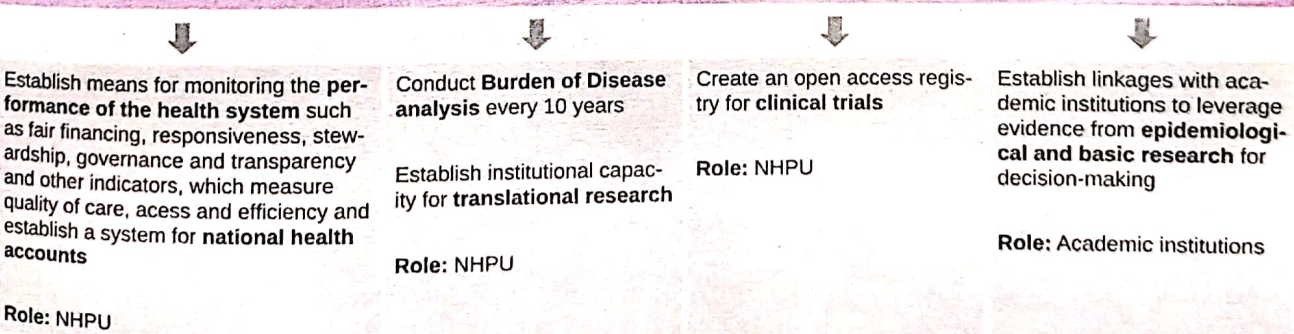 Establish means for monitoring the per-
formance of the health system such
as fair financing, responsiveness, stew-
ardship, governance and transparency
and other indicators, which measure
quality of care, acess and efficiency and
establish a system for national health
accounts
Role: NHPU
Conduct Burden of Disease
analysis every 10 years
Establish institutional capac-
ity for translational research
Role: NHPU
Create an open access regis-
try for clinical trials
Role: NHPU
Establish linkages with aca-
demic institutions to leverage
evidence from epidemiologi-
cal and basic research for
decision-making
Role: Academic institutions